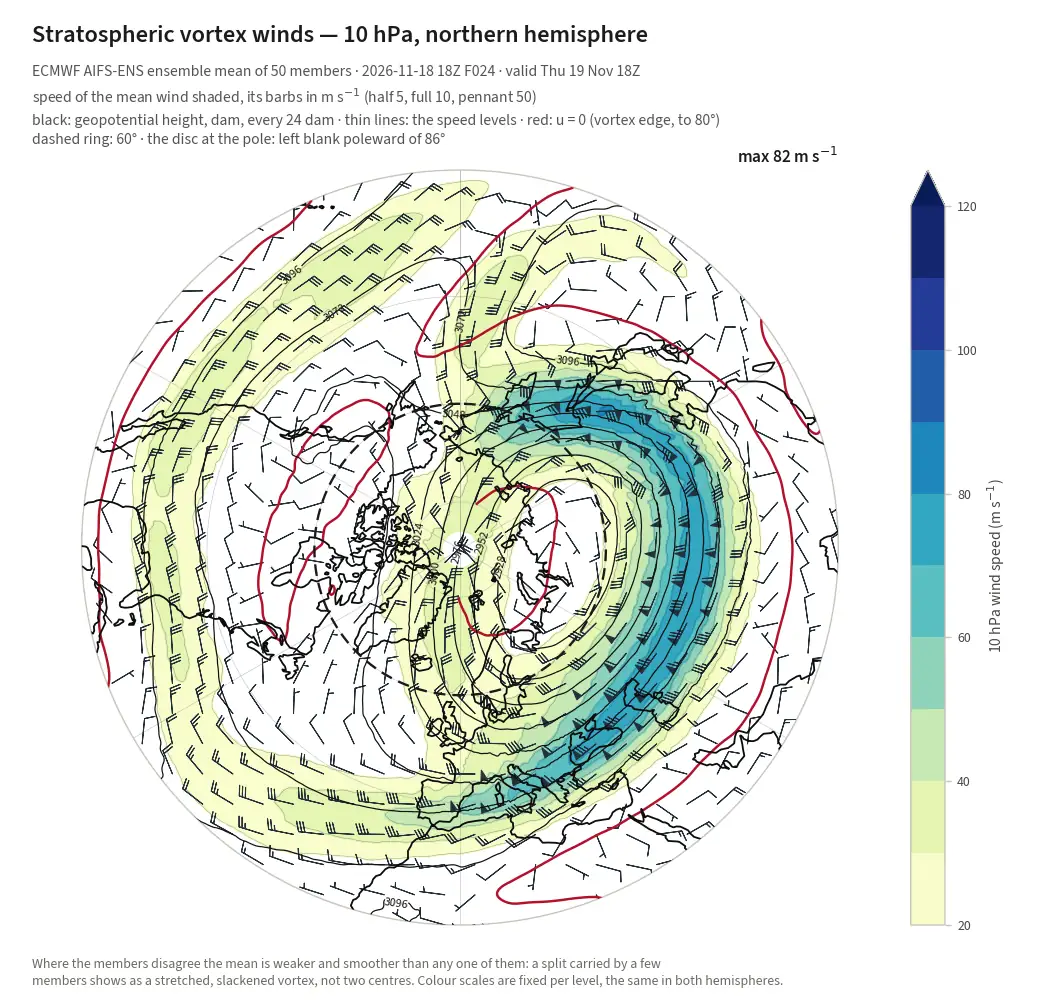 Stratospheric vortex winds — 10 hPa, northern hemisphere
ECMWF AIFS-ENS ensemble mean of 50 members · 2026-11-18 18Z F024 · valid Thu 19 Nov 18Z
speed of the mean wind shaded, its barbs in m s⁻¹ (half 5, full 10, pennant 50)
black: geopotential height, dam, every 24 dam · thin lines: the speed levels · red: u = 0 (vortex edge, to 80°)
dashed ring: 60° · the disc at the pole: left blank poleward of 86°
max 82 m s⁻¹
120
100
80
60
40
20
10 hPa wind speed (m s⁻¹)
3096
3072
3096
3048
3024
2952
3096
Where the members disagree the mean is weaker and smoother than any one of them: a split carried by a few
members shows as a stretched, slackened vortex, not two centres. Colour scales are fixed per level, the same in both hemispheres.